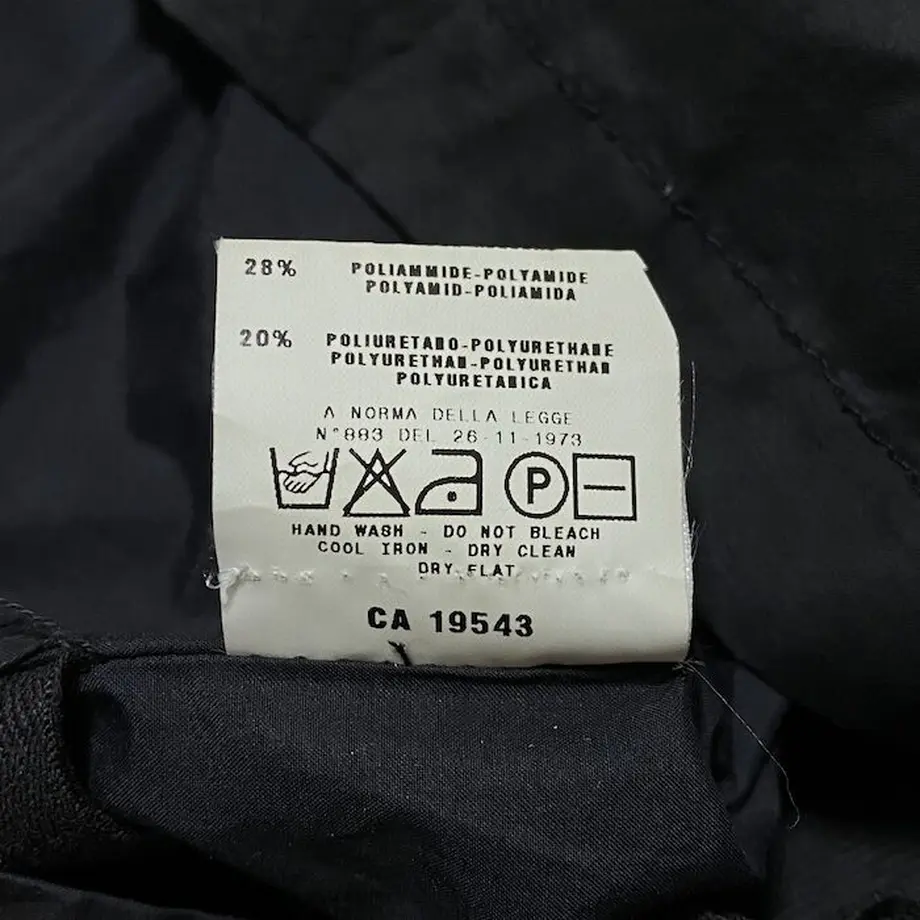 28% POLIAMMIDE-POLYAMIDE
POLYAMID-POLIAMIDA
20% POLIURETANO-POLYURETHANE
POLYURETHAN-POLYURETHAN
POLYURETANICA
A NORMA DELLA LEGGE
N°883 DEL 26-11-1973
P
HAND WASH - DO NOT BLEACH
COOL IRON - DRY CLEAN
DRY FLAT
CA 19543